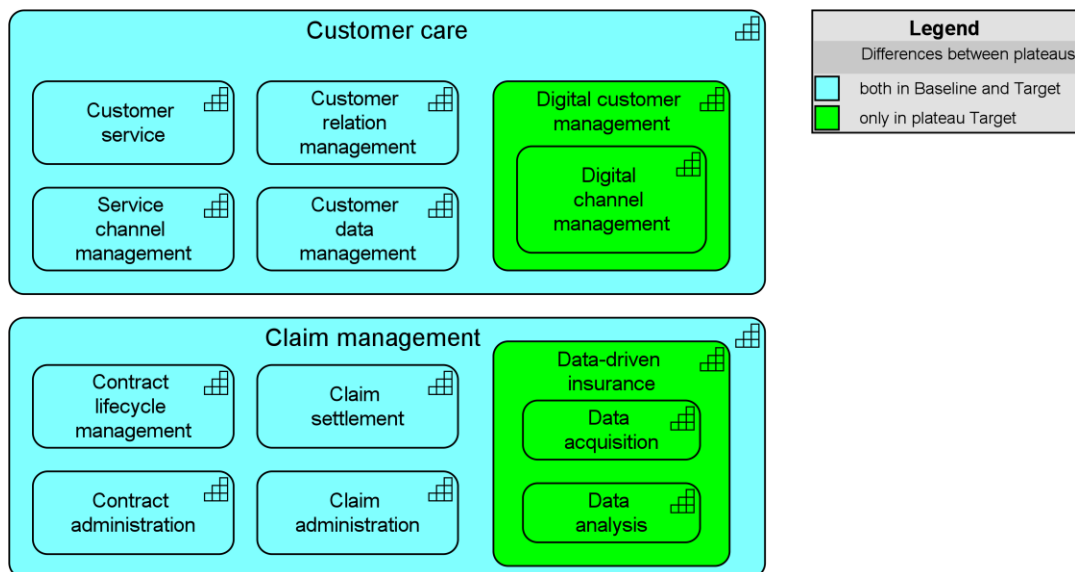 Customer care
Customer
service
Customer
relation
management
Digital customer
management
Digital
channel
management
Service
channel
management
Customer
data
management
Claim management
Contract
lifecycle
management
Claim
settlement
Data-driven
insurance
Data
acquisition
Contract
administration
Claim
administration
Data
analysis
Legend
Differences between plateaus
both in Baseline and Target
only in plateau Target